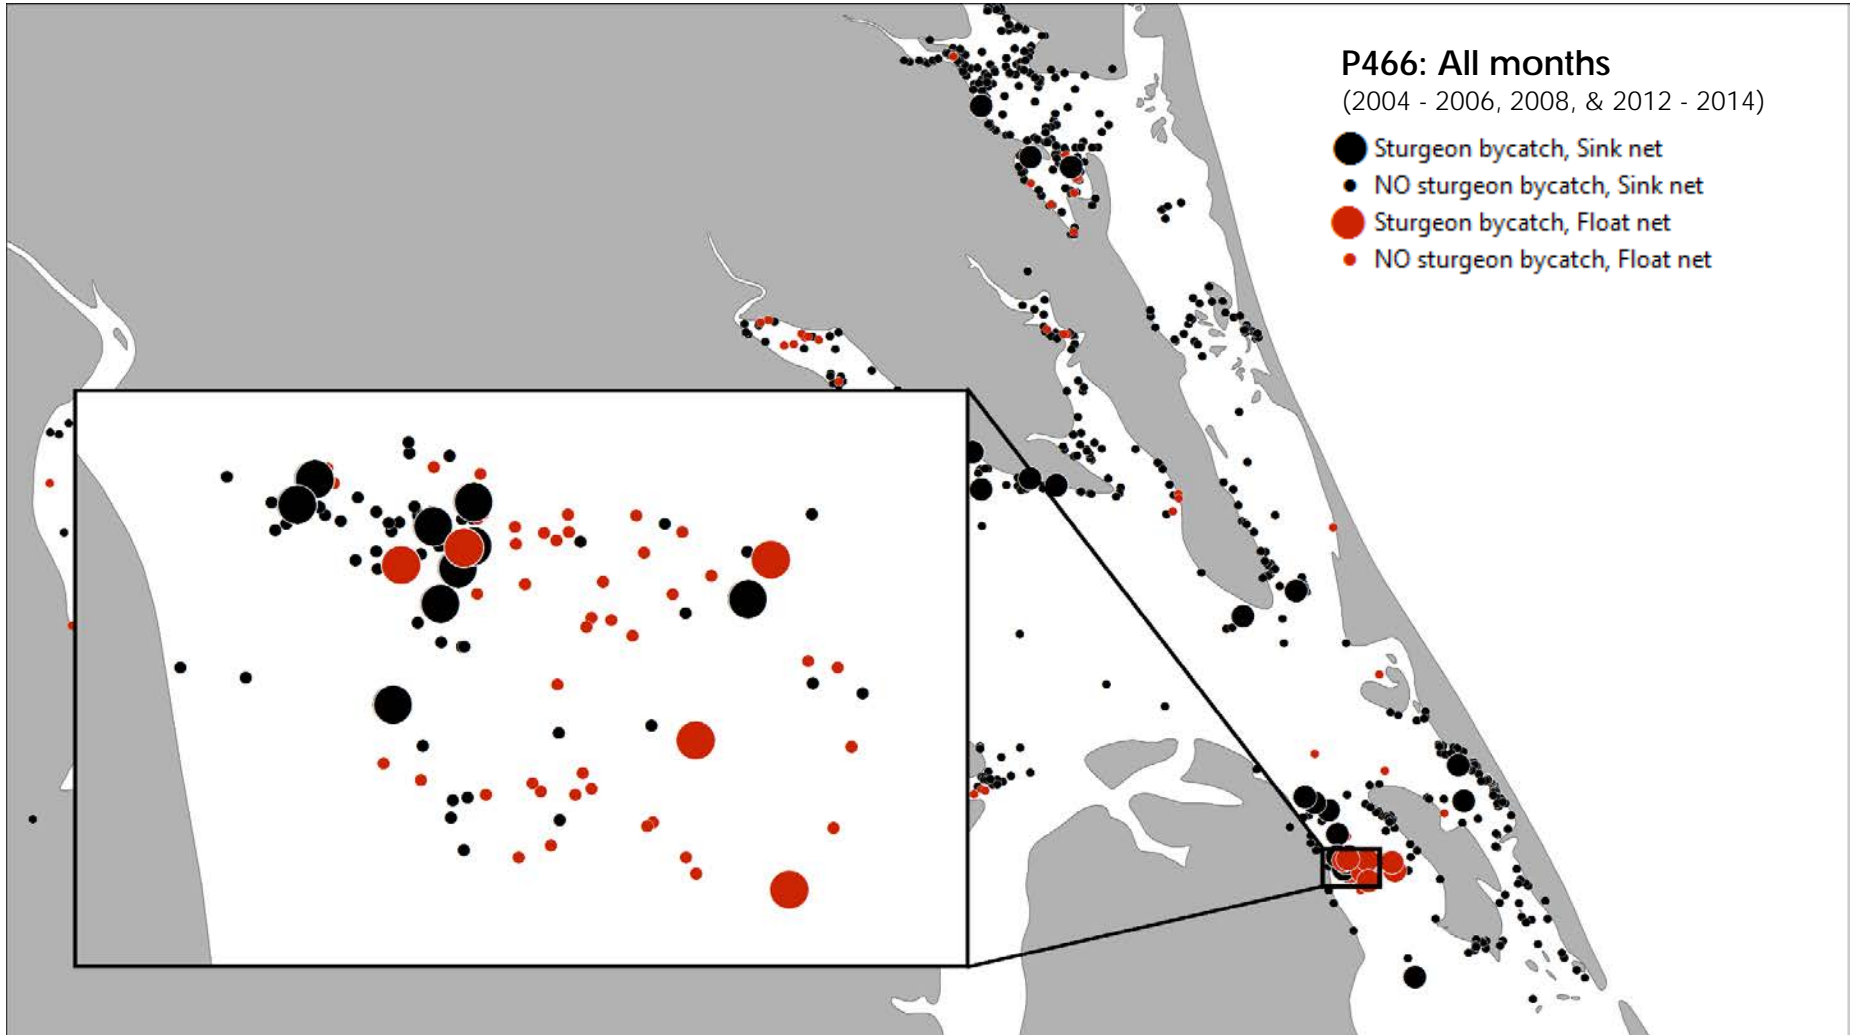 P466: All months
(2004 - 2006, 2008, & 2012 - 2014)
Sturgeon bycatch, Sink net
NO sturgeon bycatch, Sink net
Sturgeon bycatch, Float net
NO sturgeon bycatch, Float net